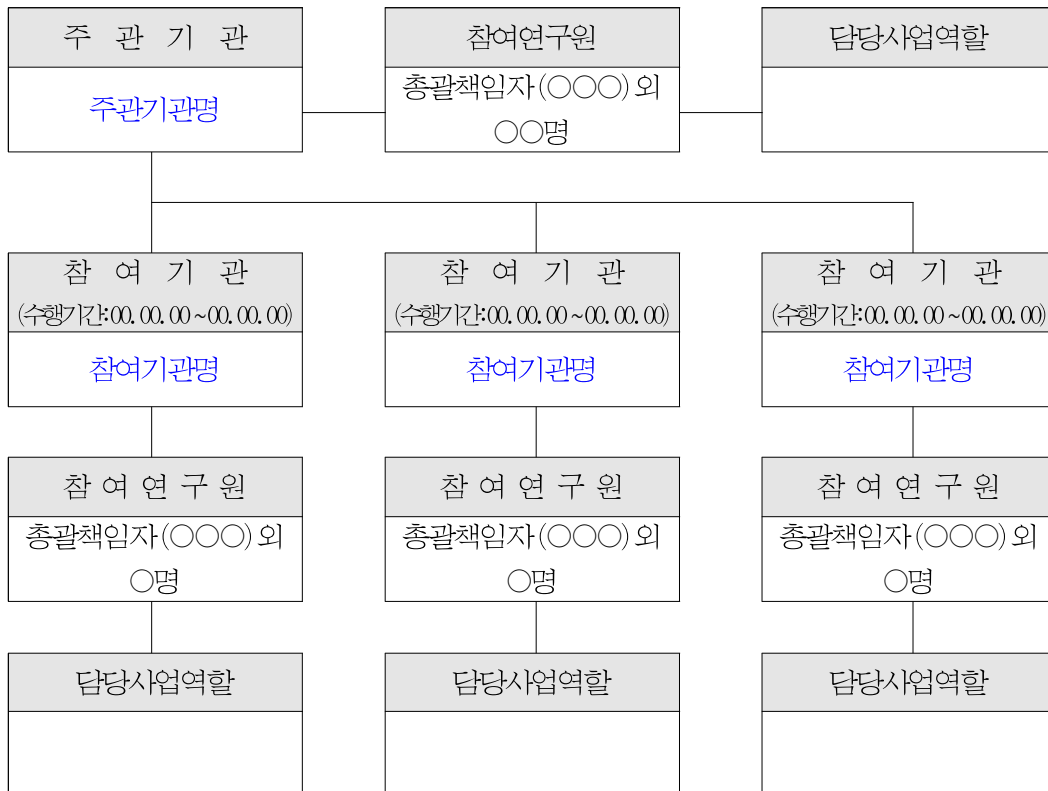 주 관 기 관
참여연구원
담당사업역할
주관기관명
총괄책임자(○○○) 외
○○명
참 여 기 관
(수행기간:00. 00. 00 ~00. 00. 00)
참여기관명
참 여 기 관
(수행기간:00. 00. 00 ~00. 00. 00)
참여기관명
참 여 기 관
(수행기간:00. 00. 00 ~00. 00. 00)
참여기관명
참 여 연 구 원
총괄책임자(○○○) 외
○명
참 여 연 구 원
총괄책임자(○○○) 외
○명
참 여 연 구 원
총괄책임자(○○○) 외
○명
담당사업역할
담당사업역할
담당사업역할